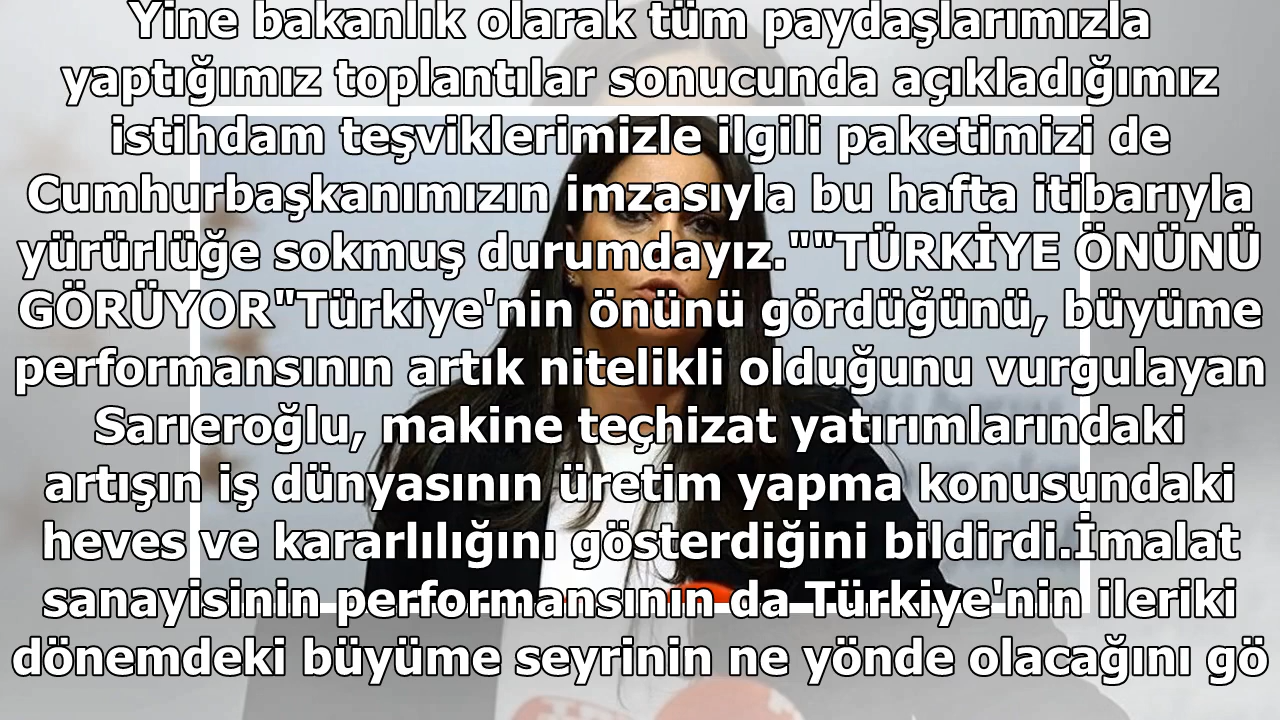 Yine bakanlık olarak tüm paydaşlarımızla
yaptığımız toplantılar sonucunda açıkladığımız
istihdam teşviklerimizle ilgili paketimizi de
Cumhurbaşkanımızın imzasıyla bu hafta itibarıyla
yürürlüğe sokmuş durumdayız.""TÜRKİYE ÖNÜNÜ
GÖRÜYOR"Türkiye'nin önünü gördüğünü, büyüme
performansının artık nitelikli olduğunu vurgulayan
Sarıeroğlu, makine teçhizat yatırımlarındaki
artışın iş dünyasının üretim yapma konusundaki
heves ve kararlılığını gösterdiğini bildirdi.İmalat
sanayisinin performansının da Türkiye'nin ileriki
dönemdeki büyüme seyrinin ne yönde olacağını gö